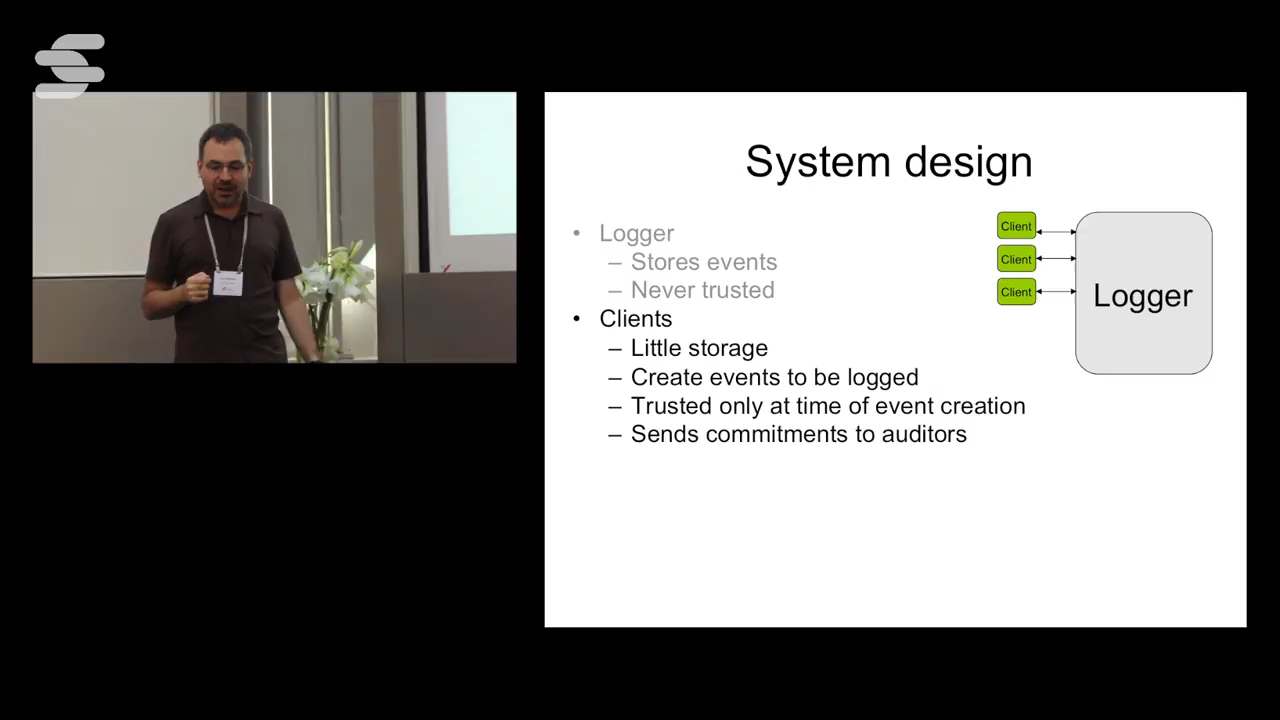 System design
• Logger
– Stores events
– Never trusted
• Clients
– Little storage
– Create events to be logged
– Trusted only at time of event creation
– Sends commitments to auditors
Client
Client
Client
Logger